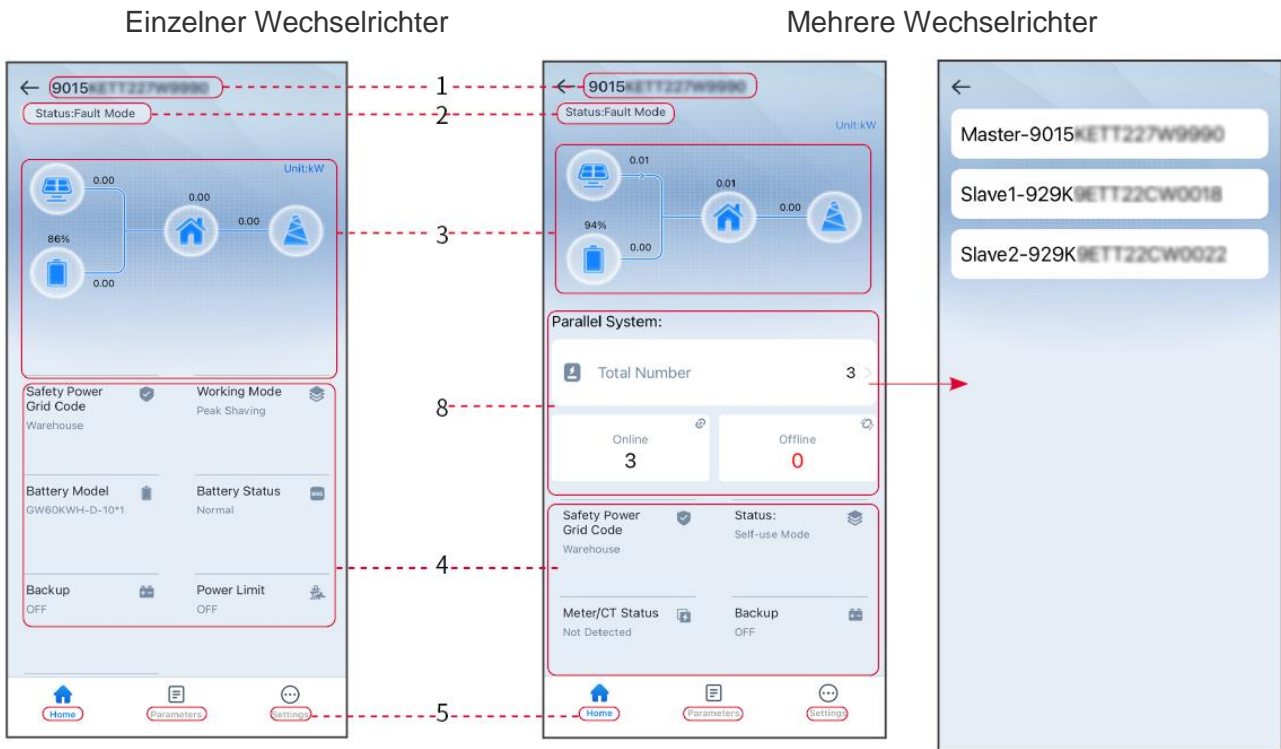 Einzelner Wechselrichter
Mehrere Wechselrichter
9015
Status:Fault Mode
Unit:kW
0.00
0.00
0.00
86%
0.00
Safety Power Grid Code
Warehouse
Working Mode
Peak Shaving
Battery Model
GW60KWH-D-10*1
Battery Status
Normal
Backup
OFF
Power Limit
OFF
Home
Parameters
Settings
1
2
3
8
4
5
9015
Status:Fault Mode
Unit:kW
0.01
0.01
0.00
94%
0.00
Parallel System:
Total Number
3
Online
3
Offline
0
Safety Power Grid Code
Warehouse
Status:
Self-use Mode
Meter/CT Status
Not Detected
Backup
OFF
Home
Parameters
Settings
Master-9015KETT227W9990
Slave1-929K9ETT22CW0018
Slave2-929K9ETT22CW0022